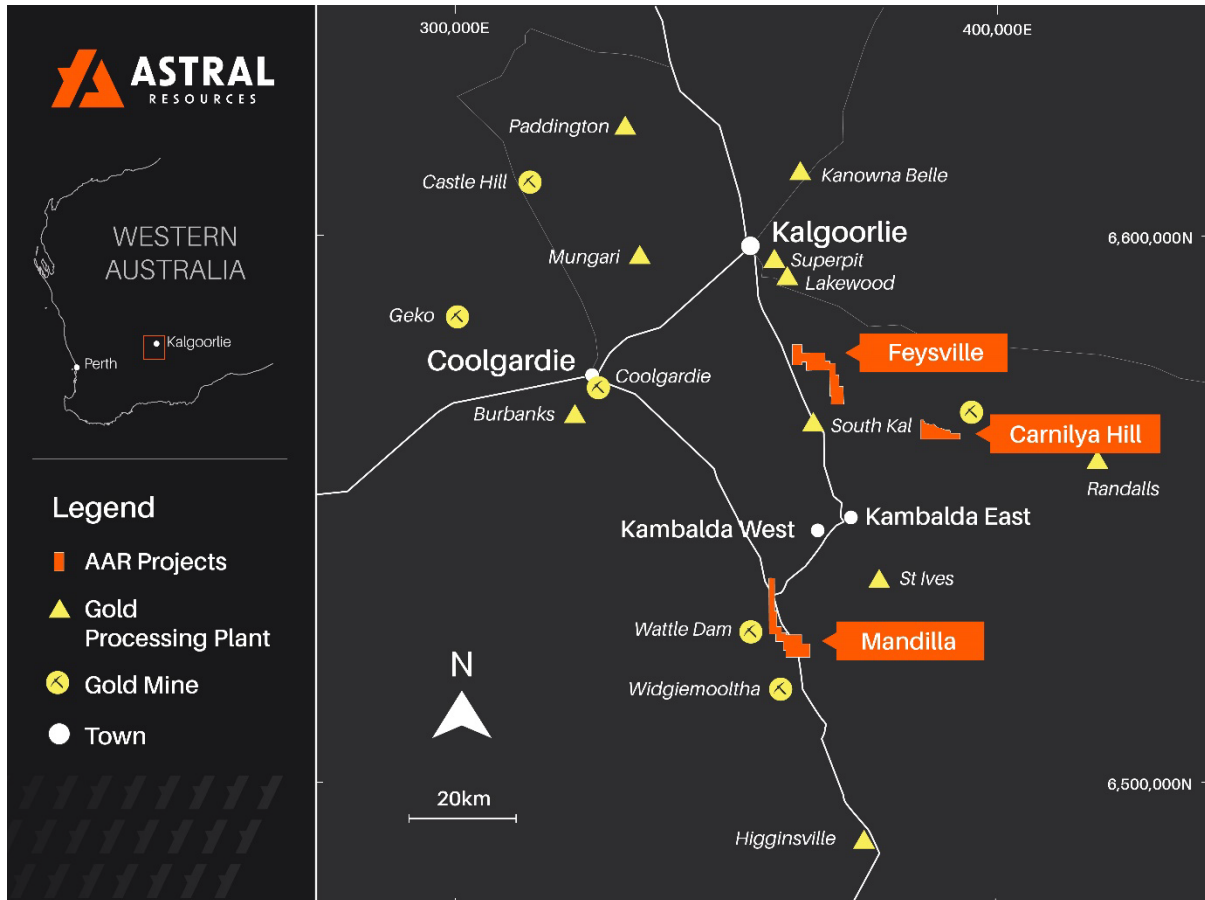 ASTRAL
RESOURCES
WESTERN
AUSTRALIA
Kalgoorlie
Perth
Legend
AAR Projects
Gold
Processing Plant
Gold Mine
Town
300,000E
400,000E
Paddington
Castle Hill
Kanowna Belle
Kalgoorlie
6,600,000N
Mungari
Superpit
Lakewood
Geko
Feysville
Coolgardie
Coolgardie
Burbanks
South Kal
Carnilya Hill
Randalls
Kambalda East
Kambalda West
St Ives
Wattle Dam
Mandilla
N
Widgiemooltha
6,500,000N
20km
Higginsville